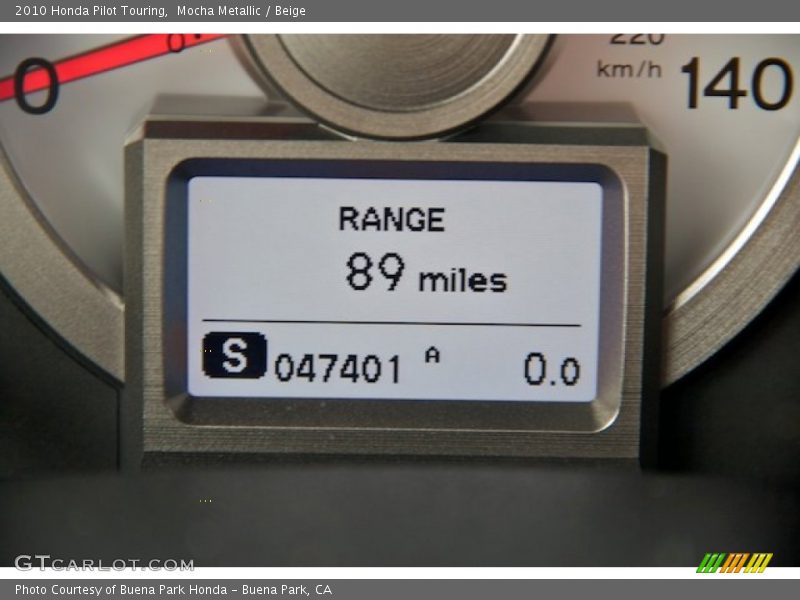 2010 Honda Pilot Touring,  Mocha Metallic / Beige
220
km/h
140
0
RANGE
89 miles
S 047401 A 0.0
GTCARLOT.COM
Photo Courtesy of Buena Park Honda – Buena Park, CA